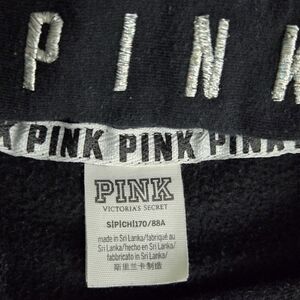 PINK
K PINK PINK PINK
PINK
VICTORIA'S SECRET
S|P|CH|170/88A
made in Sri Lanka/fabriqué au
Sri Lanka/hecho en Sri Lanka/
fabbricato in Sri Lanka/
斯里兰卡制造